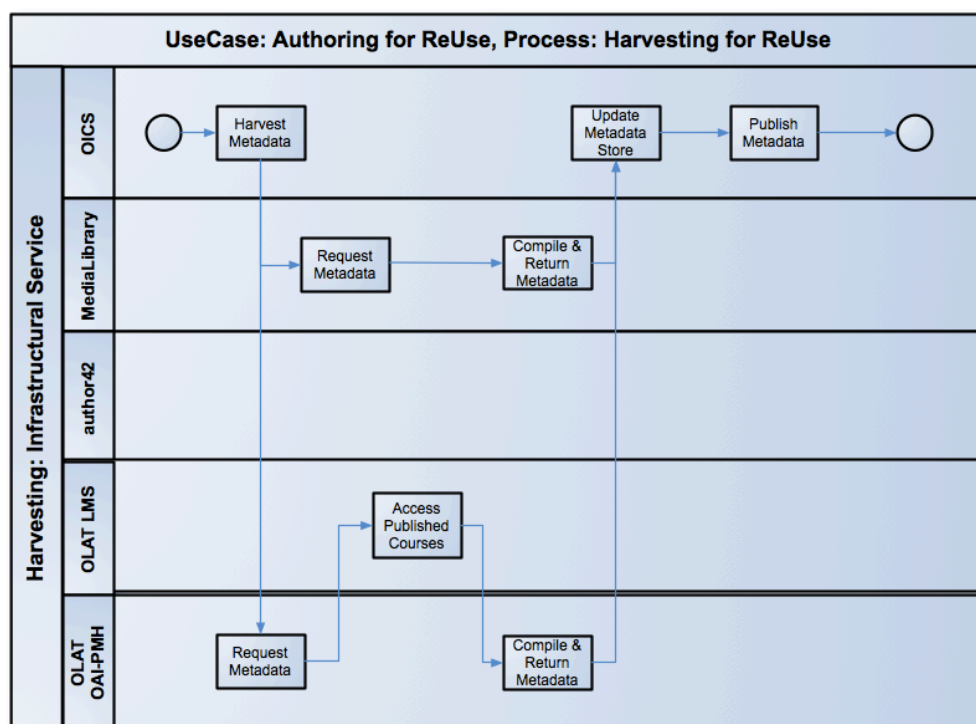 UseCase: Authoring for ReUse, Process: Harvesting for ReUse
Harvesting: Infrastructural Service
OICS
Harvest
Metadata
Update
Metadata
Store
Publish
Metadata
MediaLibrary
Request
Metadata
Compile &
Return
Metadata
author42
OLAT LMS
Access
Published
Courses
OLAT
OAI-PMH
Request
Metadata
Compile &
Return
Metadata